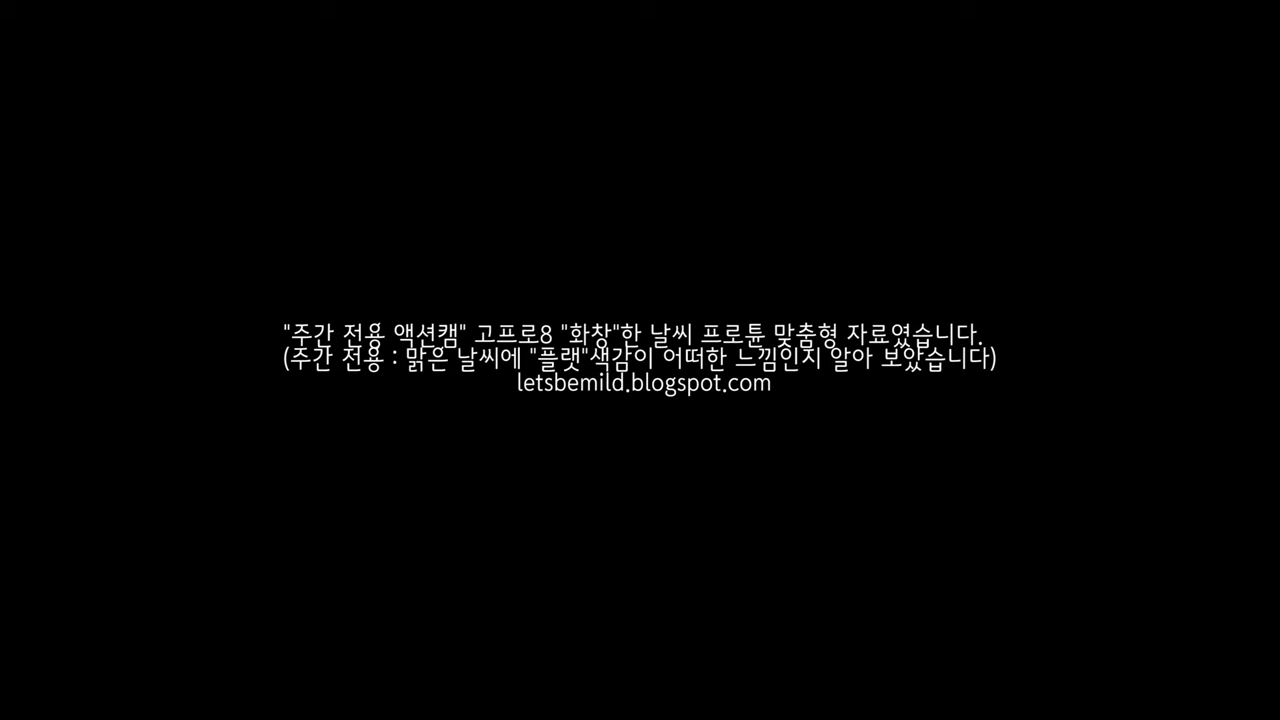 "주간 전용 액션캠" 고프로8 "화창"한 날씨 프로튠 맞춤형 자료였습니다.
(주간 전용 : 맑은 날씨에 "플랫"색감이 어떠한 느낌인지 알아 보았습니다)
letsbemild.blogspot.com